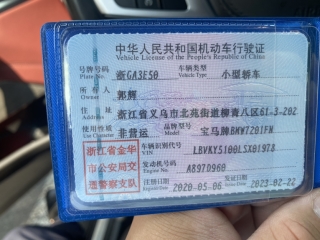 中华人民共和国机动车行驶证
Vehicle License of the People's Republic of China
号牌号码 浙GA3E50 车辆类型 小型轿车
Plate No. Vehicle Type
所有人 郭辉
Owner
住址 浙江省义乌市北苑街道柳青八区61-3-202
Address
使用性质 非营运 品牌型号 宝马牌BMW7201FM
Use Character Model
浙江省金华
市公安局交
通警察支队
车辆识别代号 LBVKY5100LSX01978
VIN
发动机号码 A897D960
Engine No.
注册日期 2020-05-06 发证日期 2023-02-22
Register Date Issue Date